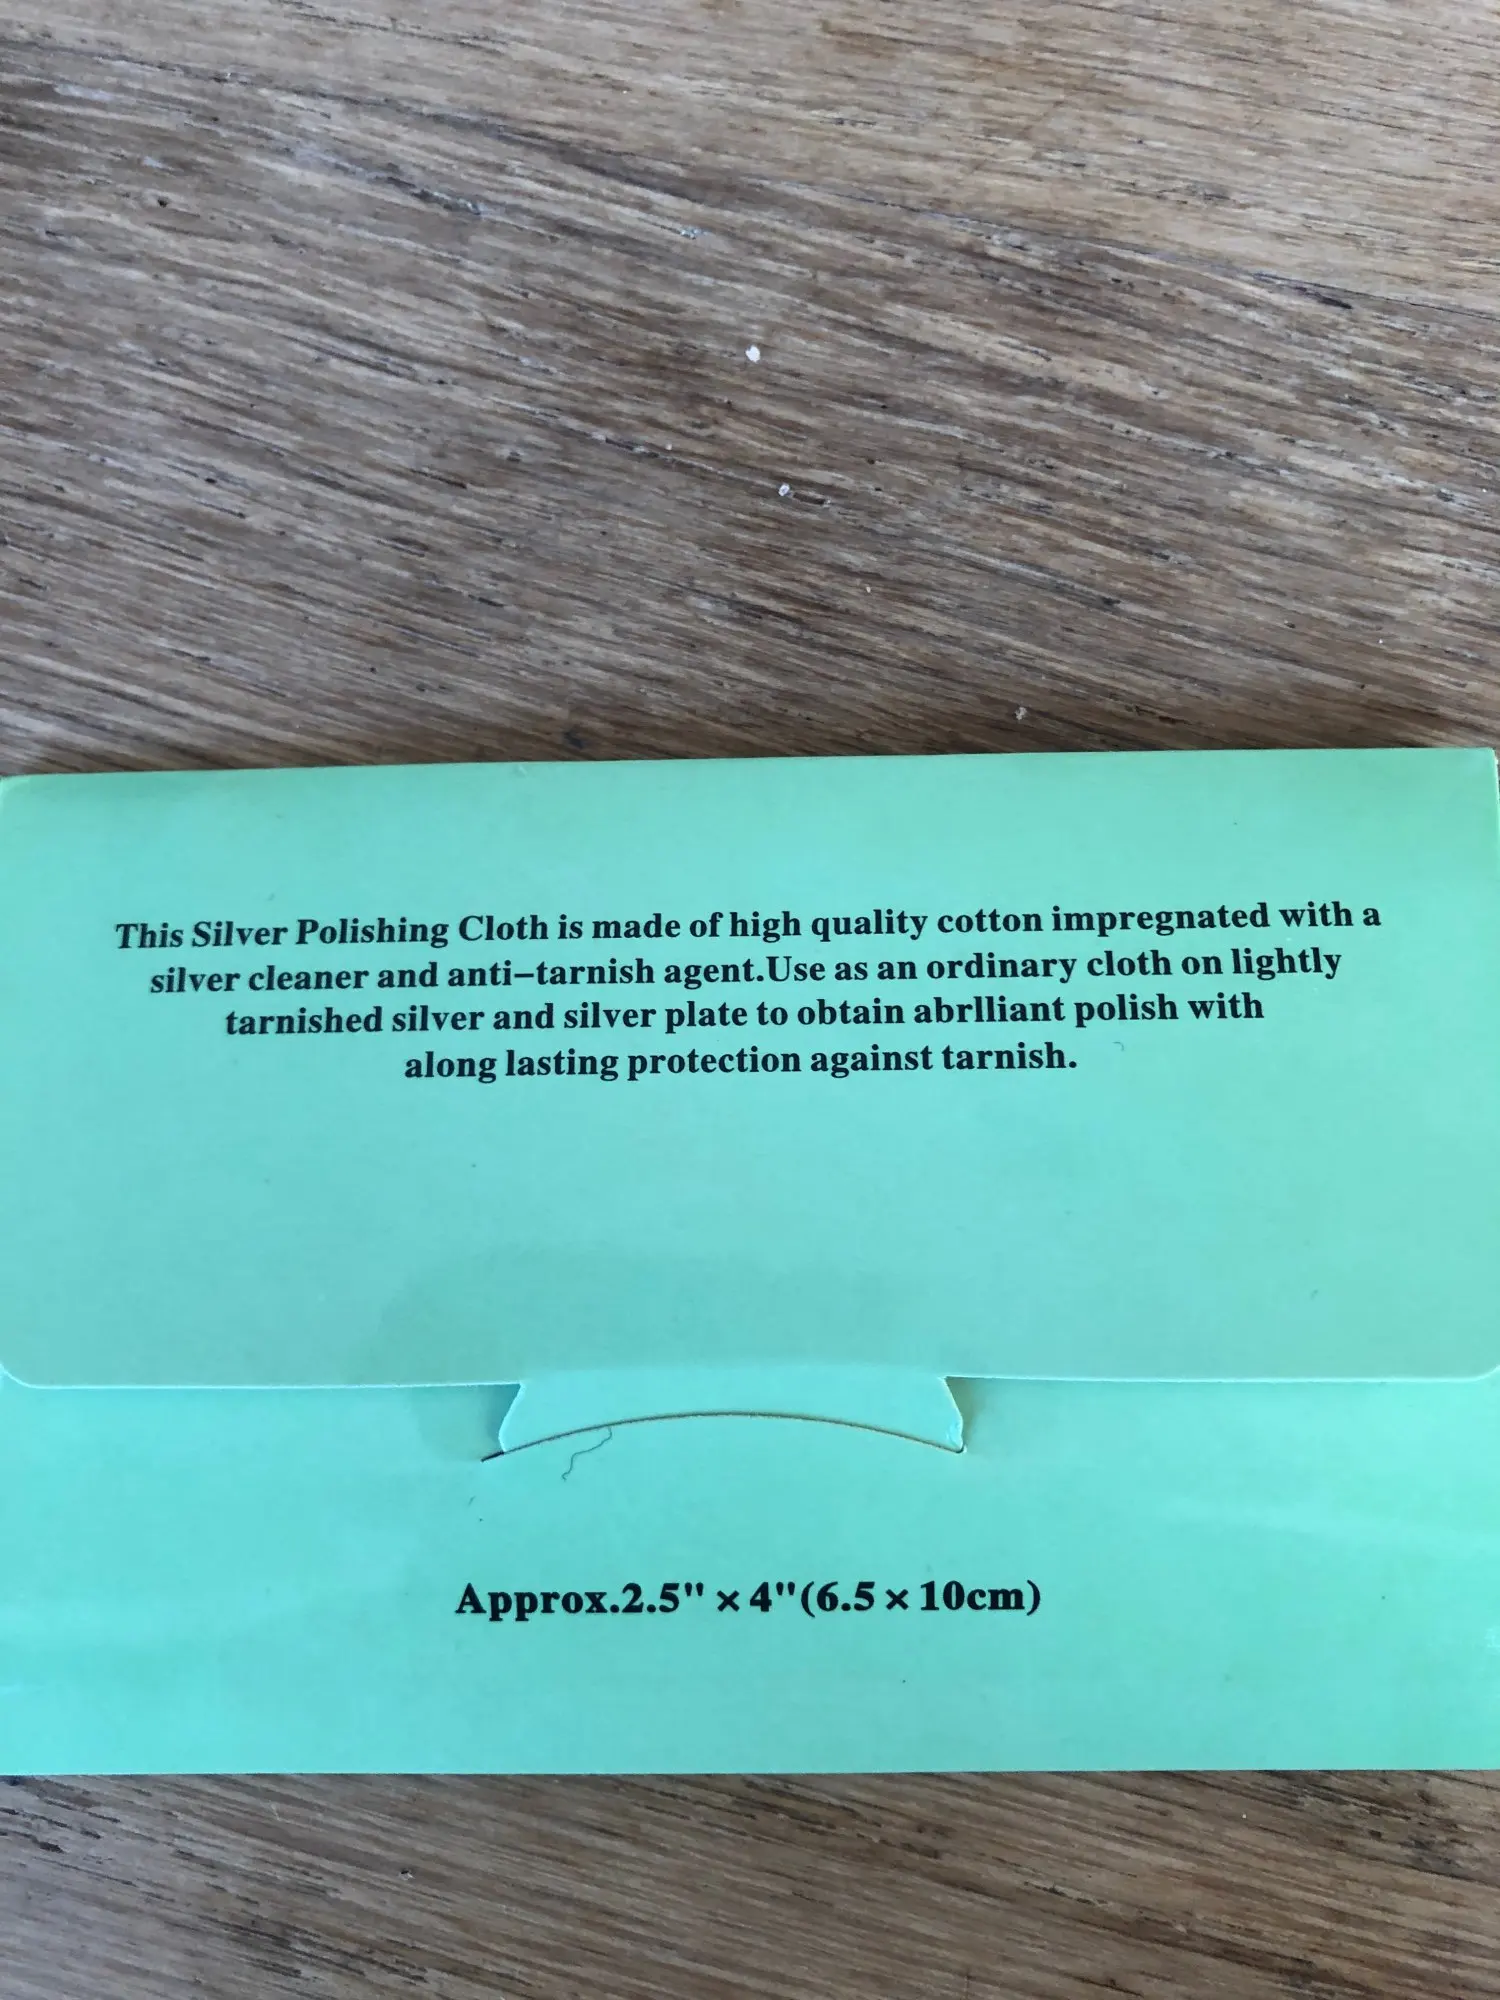 This Silver Polishing Cloth is made of high quality cotton impregnated with a
silver cleaner and anti–tarnish agent.Use as an ordinary cloth on lightly
tarnished silver and silver plate to obtain abrlliant polish with
along lasting protection against tarnish.
Approx.2.5" × 4"(6.5 × 10cm)